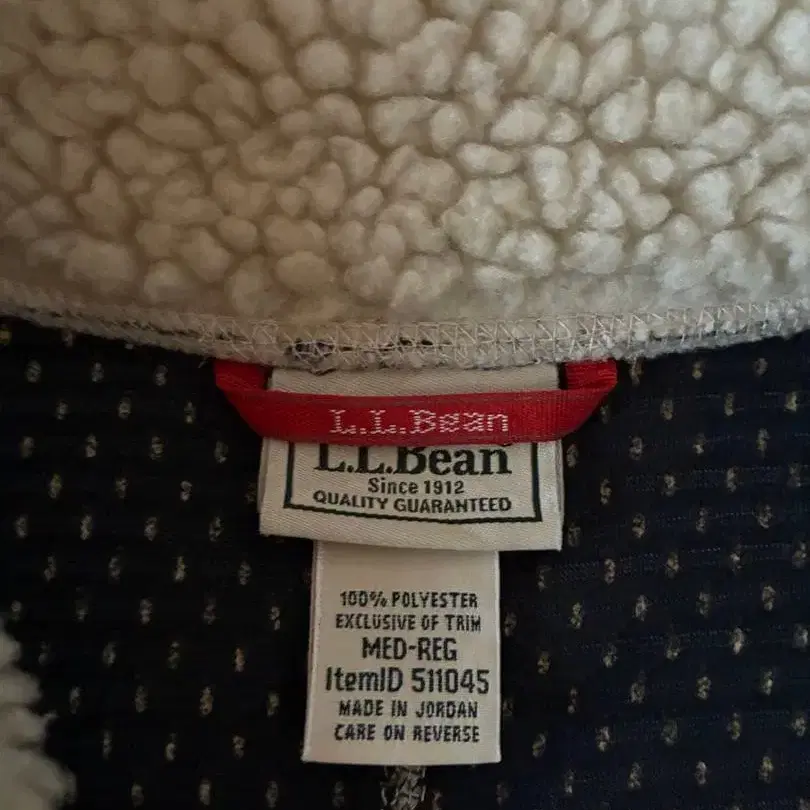 L.L.Bean
L.L.Bean
Since 1912
QUALITY GUARANTEED
100% POLYESTER
EXCLUSIVE OF TRIM
MED-REG
ItemID 511045
MADE IN JORDAN
CARE ON REVERSE